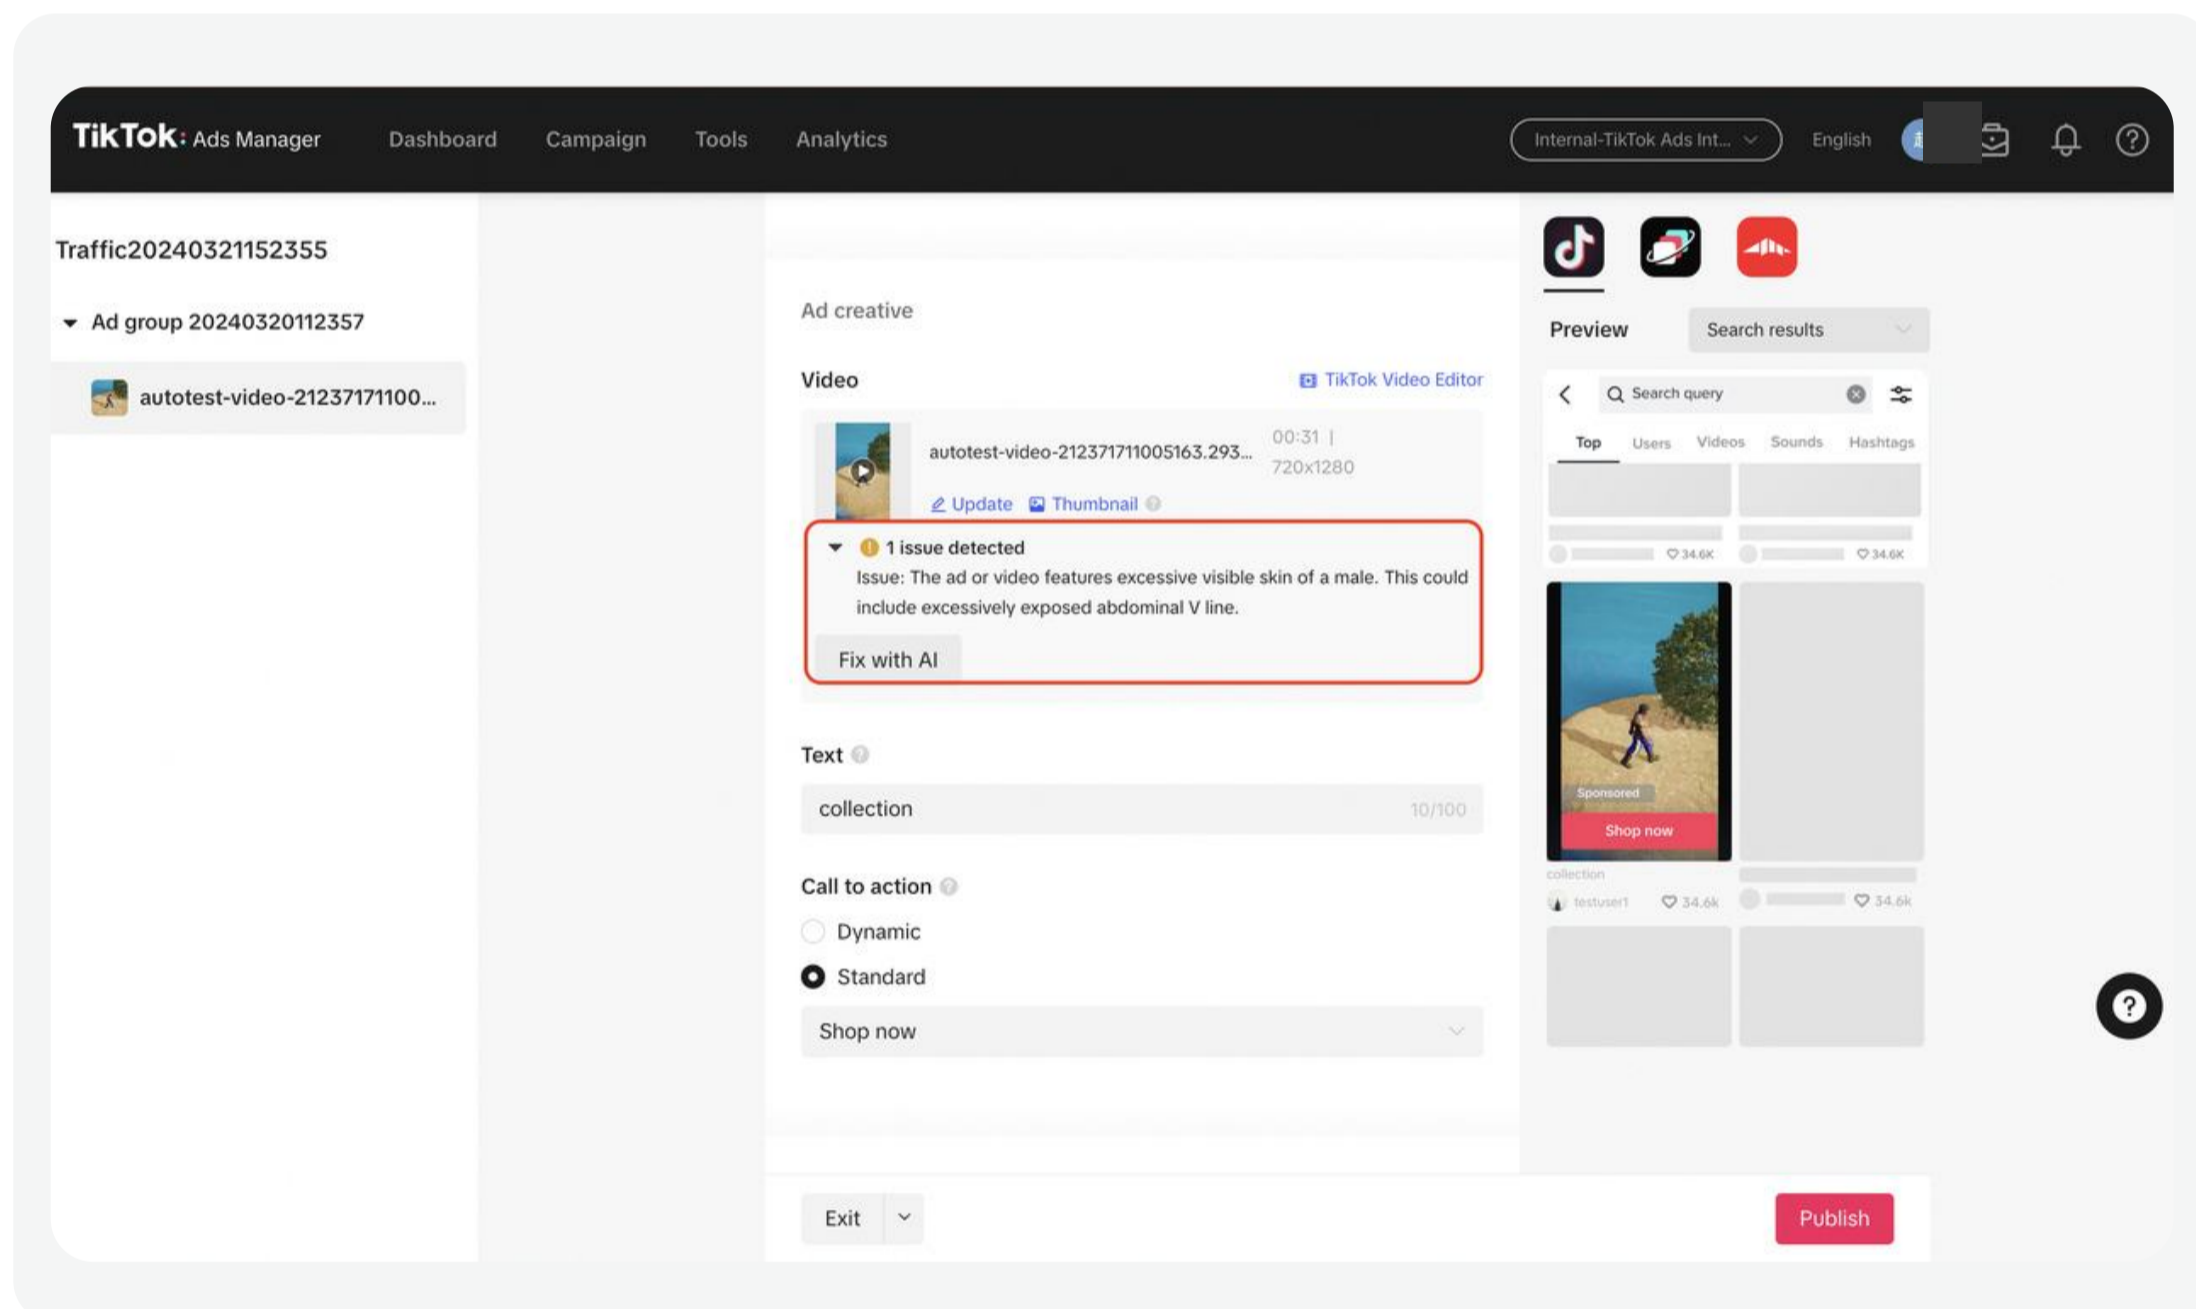 TikTok: Ads Manager
Dashboard
Campaign
Tools
Analytics
Internal-TikTok Ads Int...
English
Traffic20240321152355
Ad group 20240320112357
autotest-video-21237171100...
Ad creative
Video
TikTok Video Editor
autotest-video-212371711005163.293...
00:31 |
720x1280
Update
Thumbnail
1 issue detected
Issue: The ad or video features excessive visible skin of a male. This could
include excessively exposed abdominal V line.
Fix with AI
Text
collection
10/100
Call to action
Dynamic
Standard
Shop now
Exit
Publish
Preview
Search results
Search query
Top
Users
Videos
Sounds
Hashtags
34.6K
34.6K
Sponsored
Shop now
collection
testuser1
34.6k
34.6k